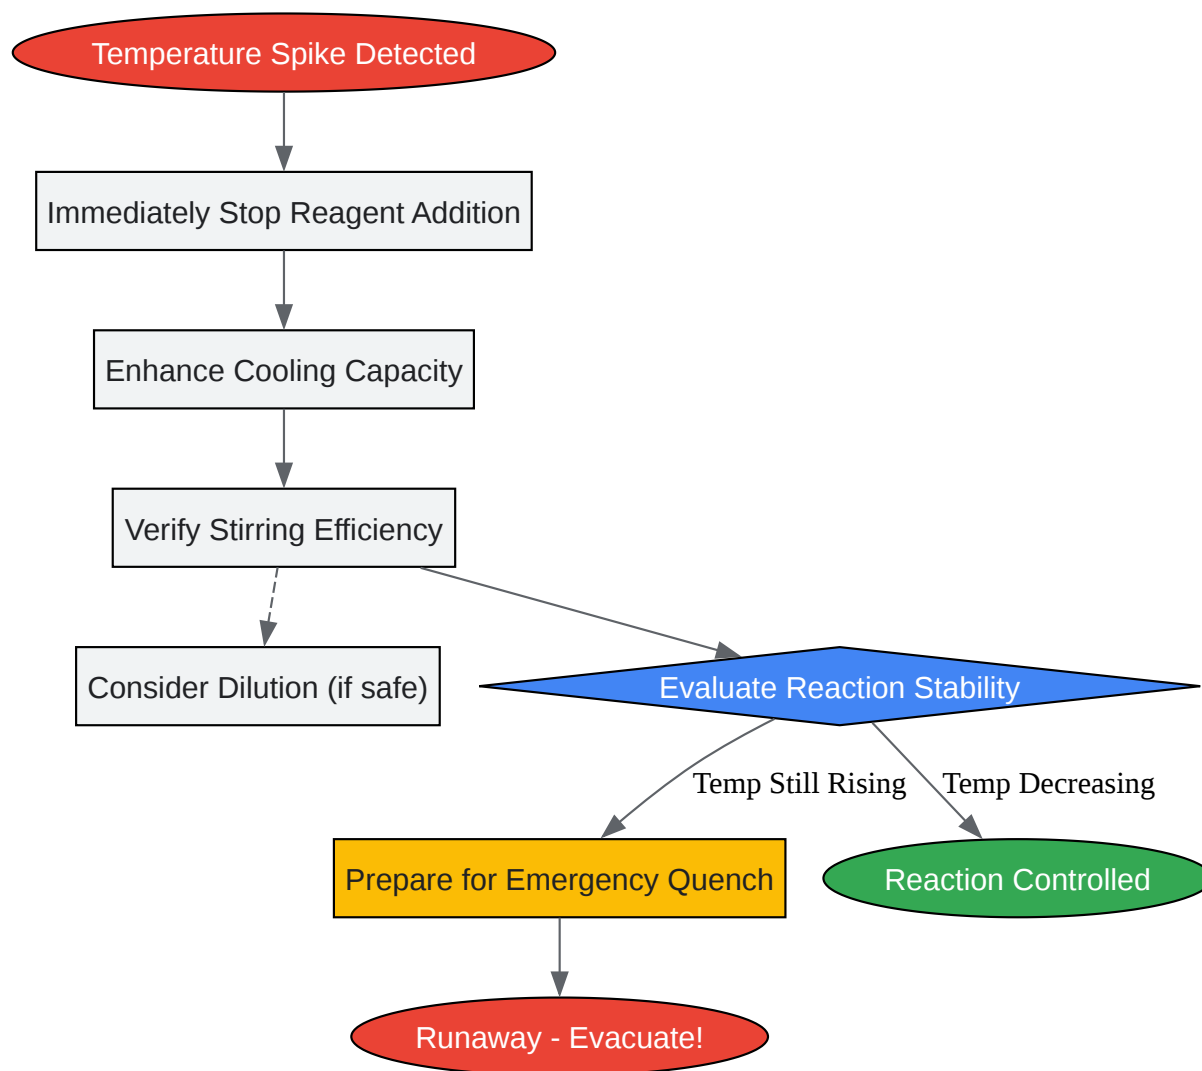 Temperature Spike Detected
Immediately Stop Reagent Addition
Enhance Cooling Capacity
Verify Stirring Efficiency
Consider Dilution (if safe)
Evaluate Reaction Stability
Temp Still Rising
Temp Decreasing
Prepare for Emergency Quench
Reaction Controlled
Runaway - Evacuate!